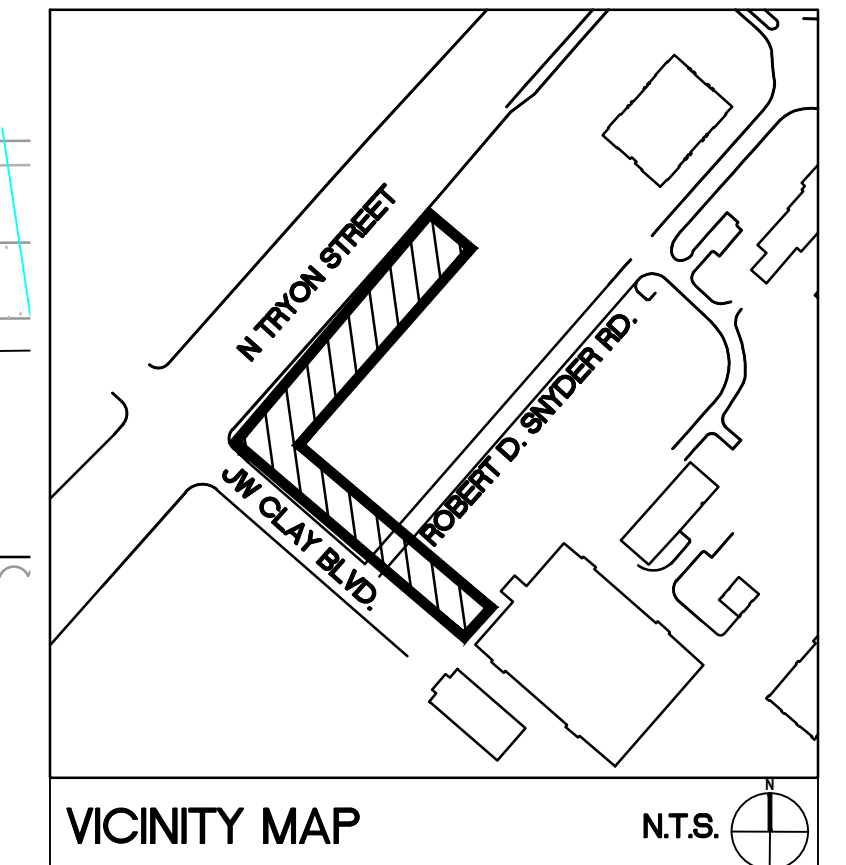 N TRYON STREET
ROBERT D. SNYDER RD.
JW CLAY BLVD.
VICINITY MAP
N.T.S.
N